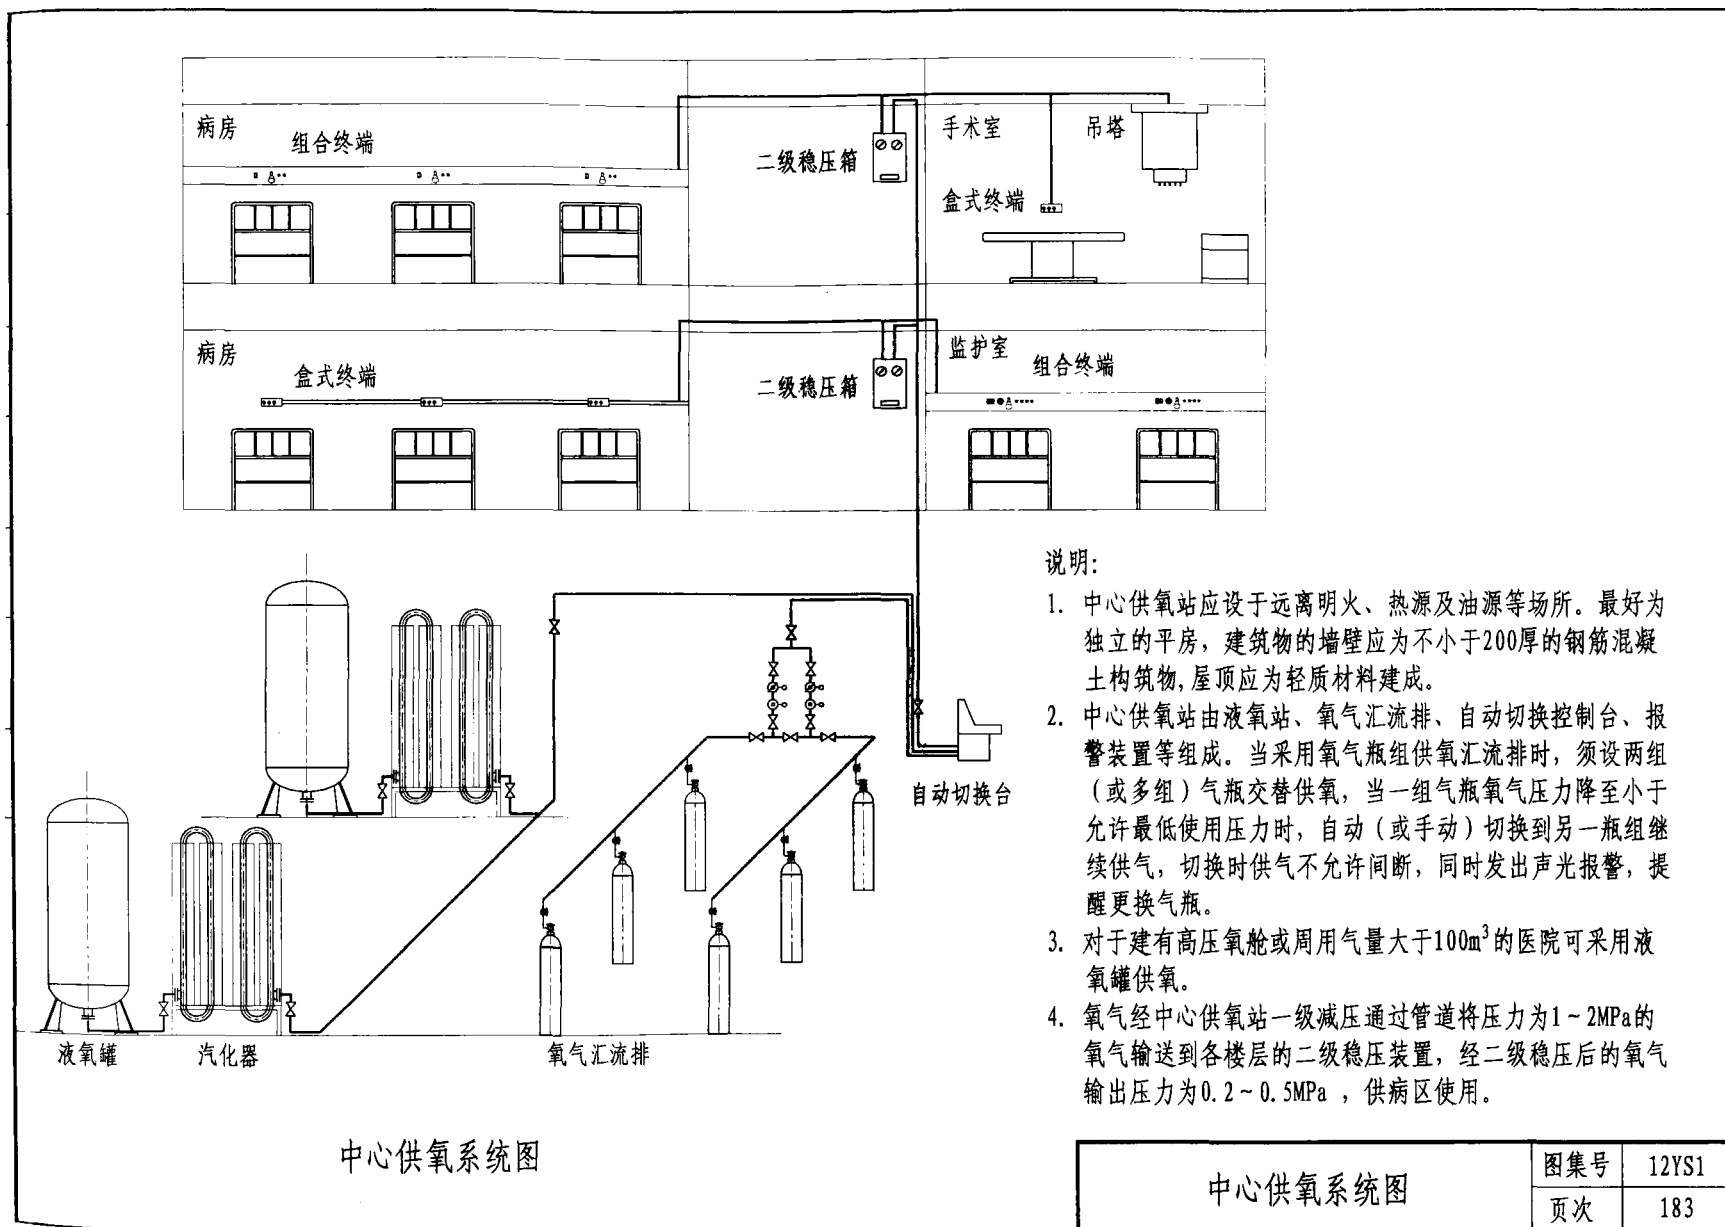 病房
组合终端
二级稳压箱
手术室
吊塔
盒式终端
病房
盒式终端
二级稳压箱
监护室
组合终端
自动切换台
液氧罐
汽化器
氧气汇流排
中心供氧系统图
说明:
1. 中心供氧站应设于远离明火、热源及油源等场所。最好为
独立的平房，建筑物的墙壁应为不小于200厚的钢筋混凝
土构筑物,屋顶应为轻质材料建成。
2. 中心供氧站由液氧站、氧气汇流排、自动切换控制台、报
警装置等组成。当采用氧气瓶组供氧汇流排时，须设两组
(或多组)气瓶交替供氧，当一组气瓶氧气压力降至小于
允许最低使用压力时，自动(或手动)切换到另一瓶组继
续供气，切换时供气不允许间断，同时发出声光报警，提
醒更换气瓶。
3. 对于建有高压氧舱或周用气量大于100m³的医院可采用液
氧罐供氧。
4. 氧气经中心供氧站一级减压通过管道将压力为1~2MPa的
氧气输送到各楼层的二级稳压装置，经二级稳压后的氧气
输出压力为0.2~0.5MPa，供病区使用。
中心供氧系统图
图集号 12YS1
页次 183